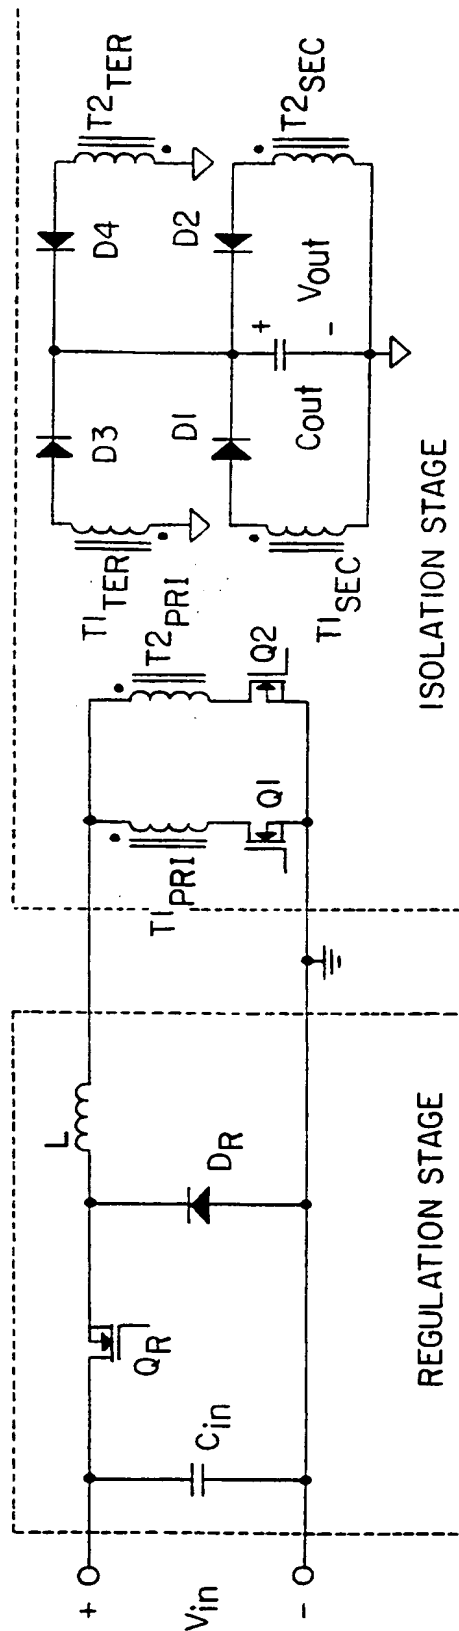 +
Vin
-
Cin
QR
DR
L
REGULATION STAGE
T1PRI
T2PRI
Q1
Q2
T1TER
T1SEC
D3
D4
D1
D2
T2TER
T2SEC
+
Cout
Vout
-
ISOLATION STAGE